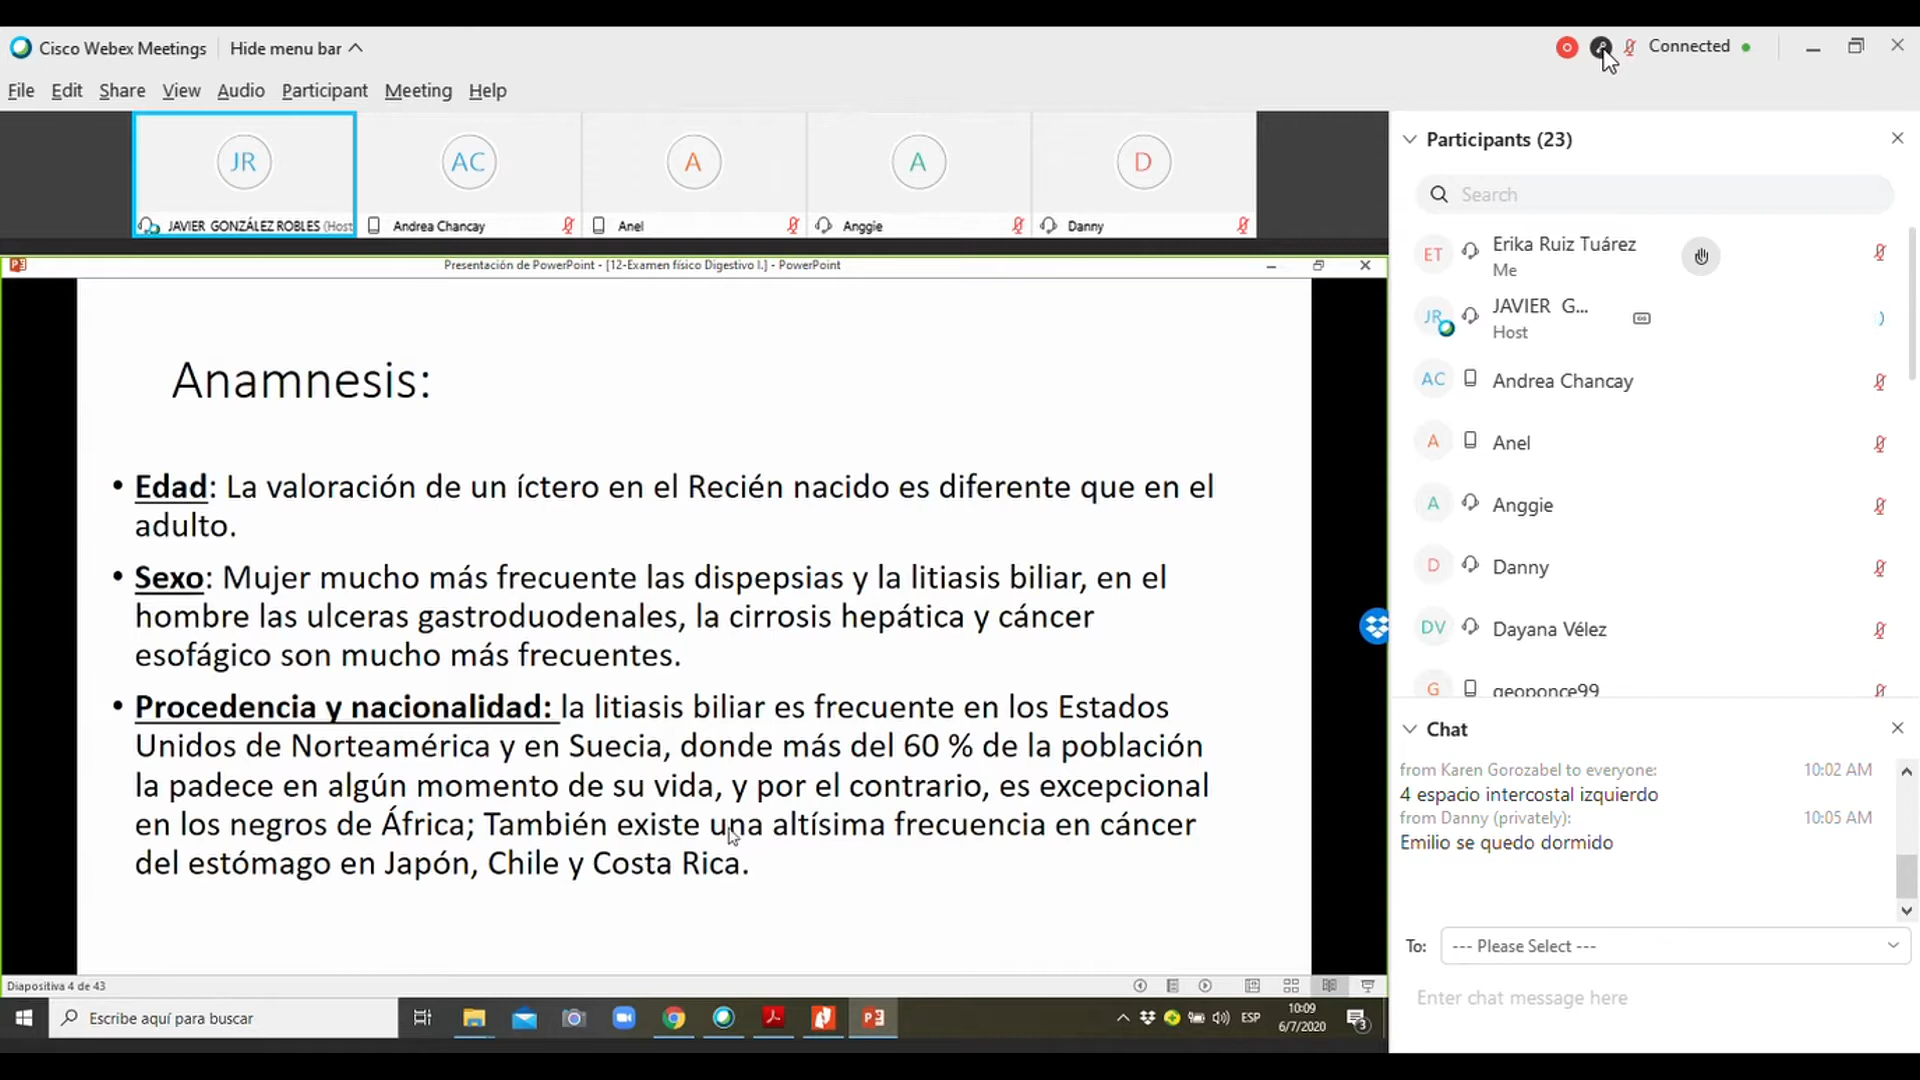 Cisco Webex Meetings
Hide menu bar
Connected
File Edit Share View Audio Participant Meeting Help
JR
AC
A
A
D
JAVIER GONZÁLEZ ROBLES (Host
Andrea Chancay
Anel
Anggie
Danny
Presentación de PowerPoint - [12-Examen físico Digestivo I.] - PowerPoint
Anamnesis:
• Edad: La valoración de un íctero en el Recién nacido es diferente que en el
adulto.
• Sexo: Mujer mucho más frecuente las dispepsias y la litiasis biliar, en el
hombre las ulceras gastroduodenales, la cirrosis hepática y cáncer
esofágico son mucho más frecuentes.
• Procedencia y nacionalidad: la litiasis biliar es frecuente en los Estados
Unidos de Norteamérica y en Suecia, donde más del 60 % de la población
la padece en algún momento de su vida, y por el contrario, es excepcional
en los negros de África; También existe una altísima frecuencia en cáncer
del estómago en Japón, Chile y Costa Rica.
Diapositiva 4 de 43
Escribe aquí para buscar
ESP
10:09
6/7/2020
3
Participants (23)
Search
ET
Erika Ruiz Tuárez
Me
JR
JAVIER G...
Host
AC
Andrea Chancay
A
Anel
A
Anggie
D
Danny
DV
Dayana Vélez
G
geoponce99
Chat
from Karen Gorozabel to everyone: 10:02 AM
4 espacio intercostal izquierdo
from Danny (privately): 10:05 AM
Emilio se quedo dormido
To: --- Please Select ---
Enter chat message here